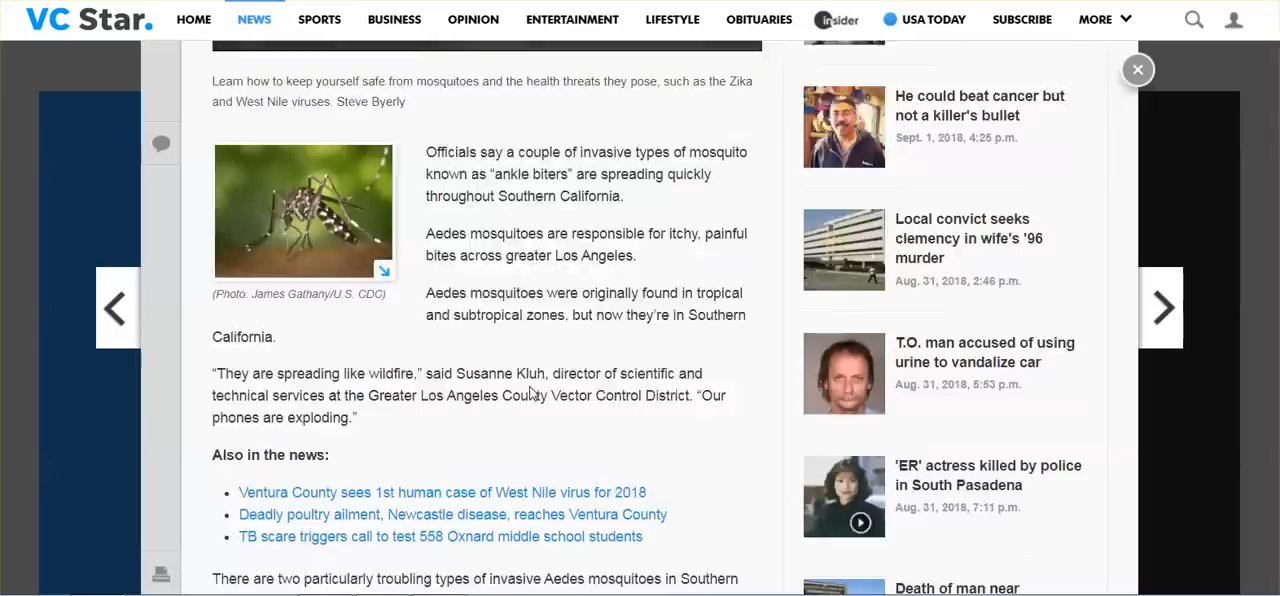 VC Star.
HOME NEWS SPORTS BUSINESS OPINION ENTERTAINMENT LIFESTYLE OBITUARIES insider USA TODAY SUBSCRIBE MORE
Learn how to keep yourself safe from mosquitoes and the health threats they pose, such as the Zika
and West Nile viruses. Steve Byerly
Officials say a couple of invasive types of mosquito
known as “ankle biters” are spreading quickly
throughout Southern California.
Aedes mosquitoes are responsible for itchy, painful
bites across greater Los Angeles.
(Photo: James Gathany/U.S. CDC)
Aedes mosquitoes were originally found in tropical
and subtropical zones, but now they’re in Southern
California.
“They are spreading like wildfire,” said Susanne Kluh, director of scientific and
technical services at the Greater Los Angeles County Vector Control District. “Our
phones are exploding.”
Also in the news:
• Ventura County sees 1st human case of West Nile virus for 2018
• Deadly poultry ailment, Newcastle disease, reaches Ventura County
• TB scare triggers call to test 558 Oxnard middle school students
There are two particularly troubling types of invasive Aedes mosquitoes in Southern
He could beat cancer but
not a killer's bullet
Sept. 1, 2018, 4:25 p.m.
Local convict seeks
clemency in wife's '96
murder
Aug. 31, 2018, 2:46 p.m.
T.O. man accused of using
urine to vandalize car
Aug. 31, 2018, 5:53 p.m.
'ER' actress killed by police
in South Pasadena
Aug. 31, 2018, 7:11 p.m.
Death of man near